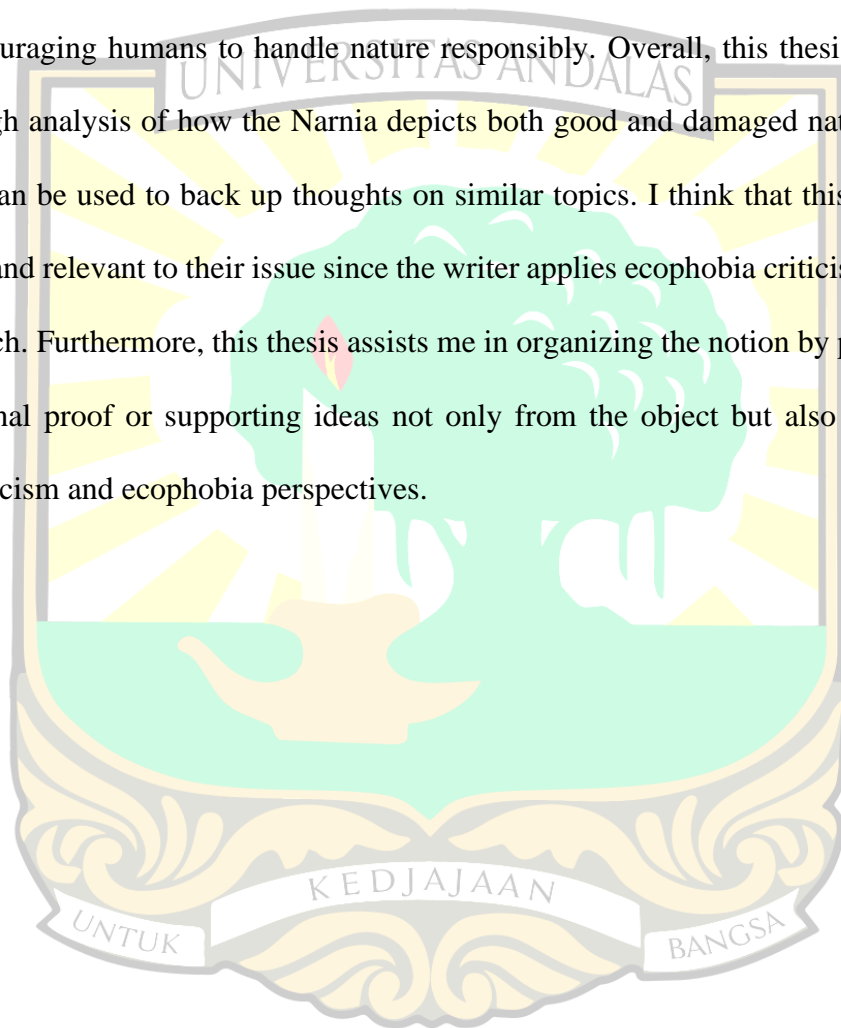 uraging humans to handle nature responsibly. Overall, this thesi
UNIVERSITAS ANDALAS
gh analysis of how the Narnia depicts both good and damaged nat
an be used to back up thoughts on similar topics. I think that this
and relevant to their issue since the writer applies ecophobia criticis
ch. Furthermore, this thesis assists me in organizing the notion by p
nal proof or supporting ideas not only from the object but also
cism and ecophobia perspectives.
KEDJAJAAN
UNTUK
BANGSA